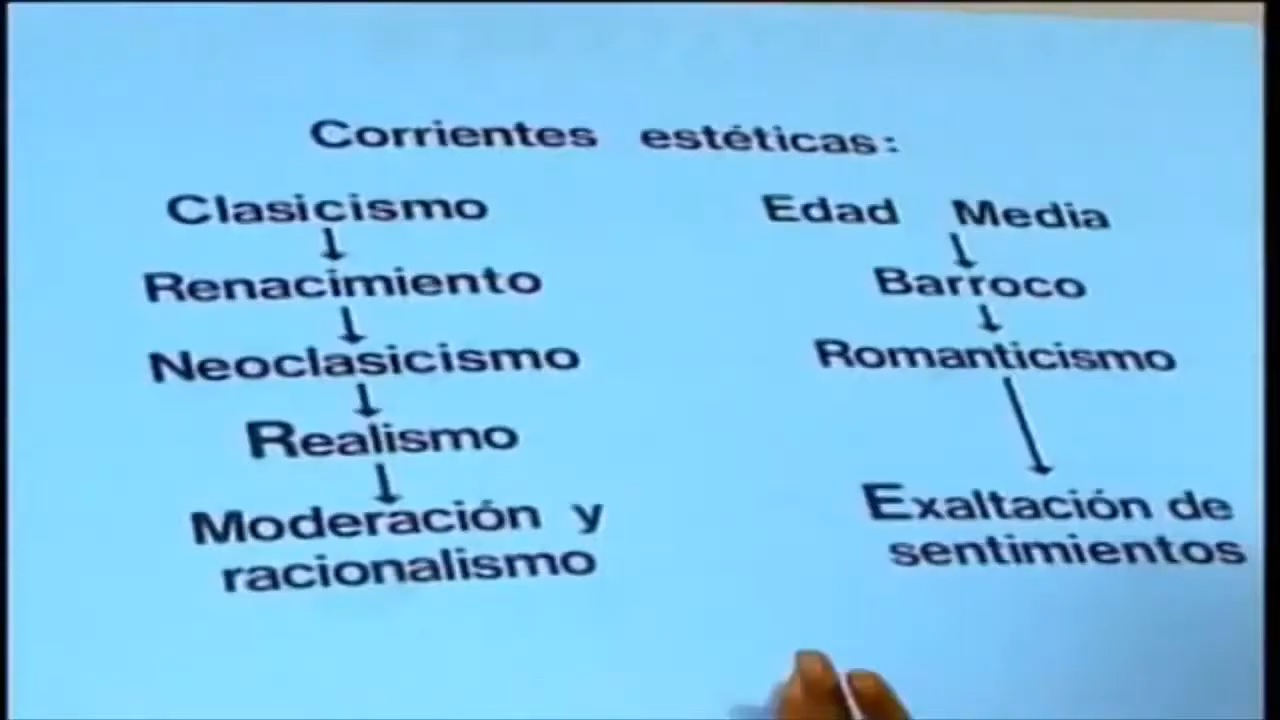 Corrientes estéticas:
Clasicismo
Renacimiento
Neoclasicismo
Realismo
Moderación y
racionalismo
Edad Media
Barroco
Romanticismo
Exaltación de
sentimientos